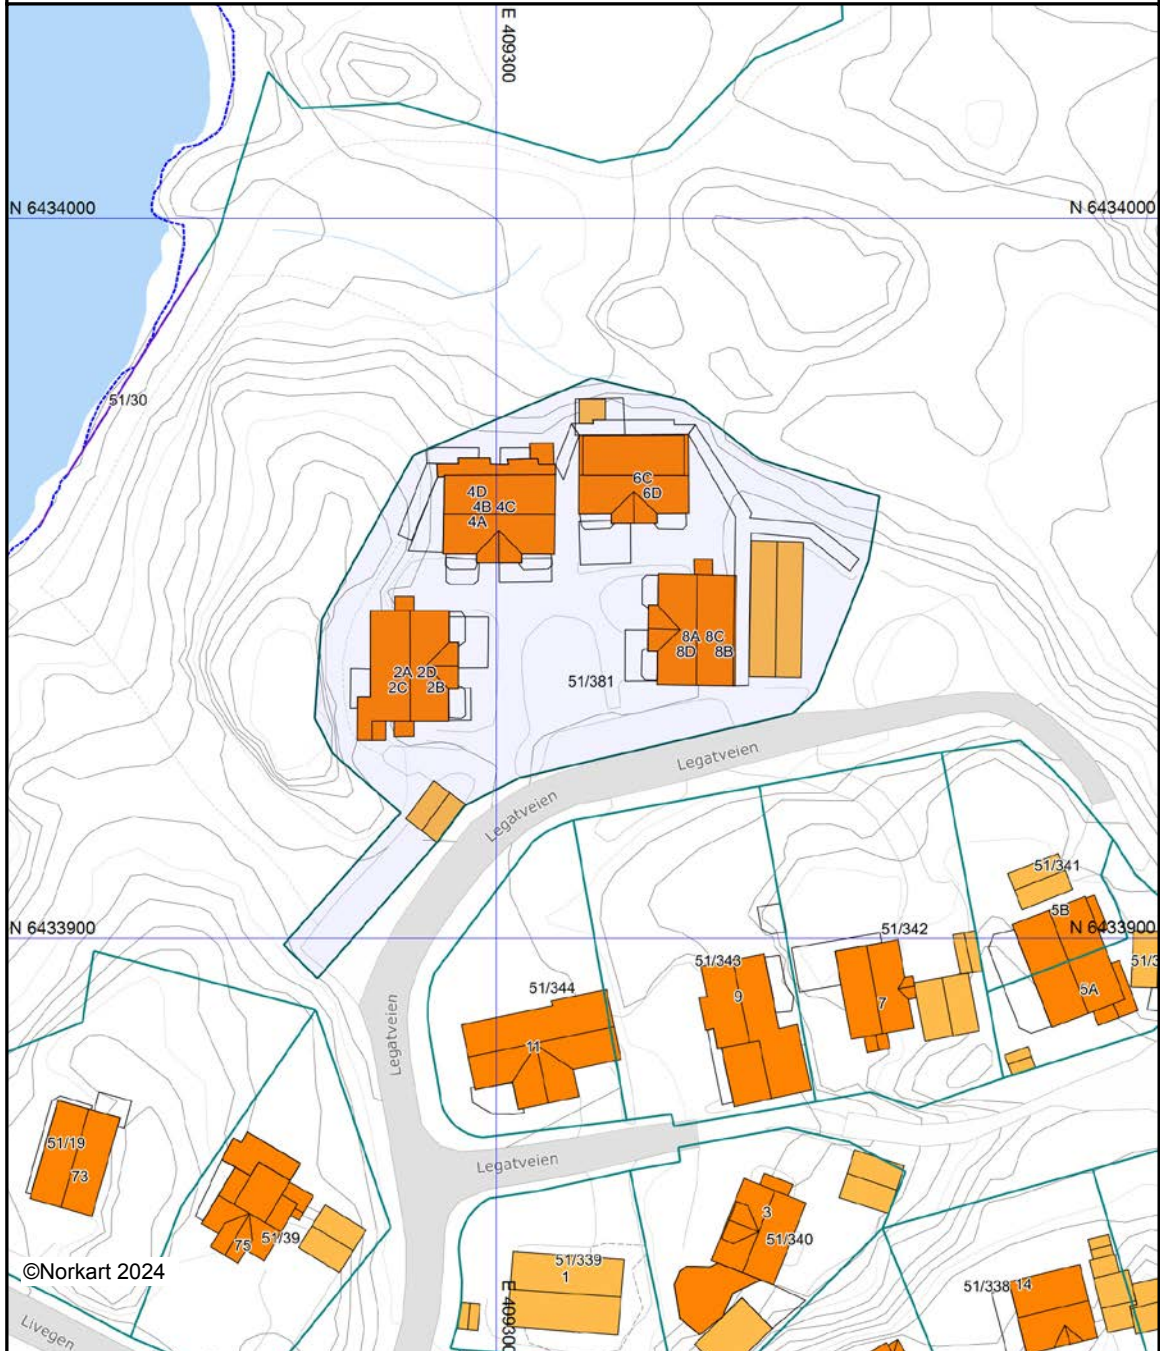 E 409300
N 6434000
N 6434000
51/30
6C
6D
4D
4B 4C
4A
8A 8C
8D 8B
2A 2D
2C 2B
51/381
Legatveien
Legatveien
51/341
5B
N 6433900
N 6433900
51/342
51/343
51/3
51/344
9
7
5A
Legatveien
11
51/19
73
Legatveien
3
51/340
75
51/39
51/339
1
©Norkart 2024
51/338 14
E 409300
Livegen